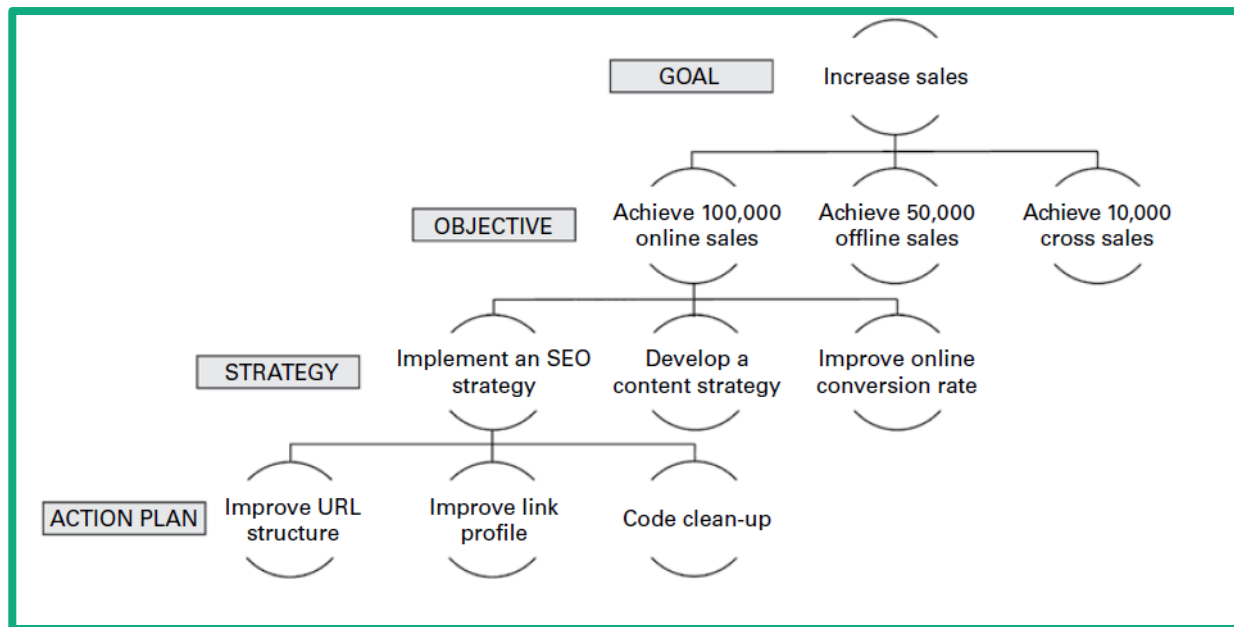 GOAL
Increase sales
OBJECTIVE
Achieve 100,000
online sales
Achieve 50,000
offline sales
Achieve 10,000
cross sales
STRATEGY
Implement an SEO
strategy
Develop a
content strategy
Improve online
conversion rate
ACTION PLAN
Improve URL
structure
Improve link
profile
Code clean-up